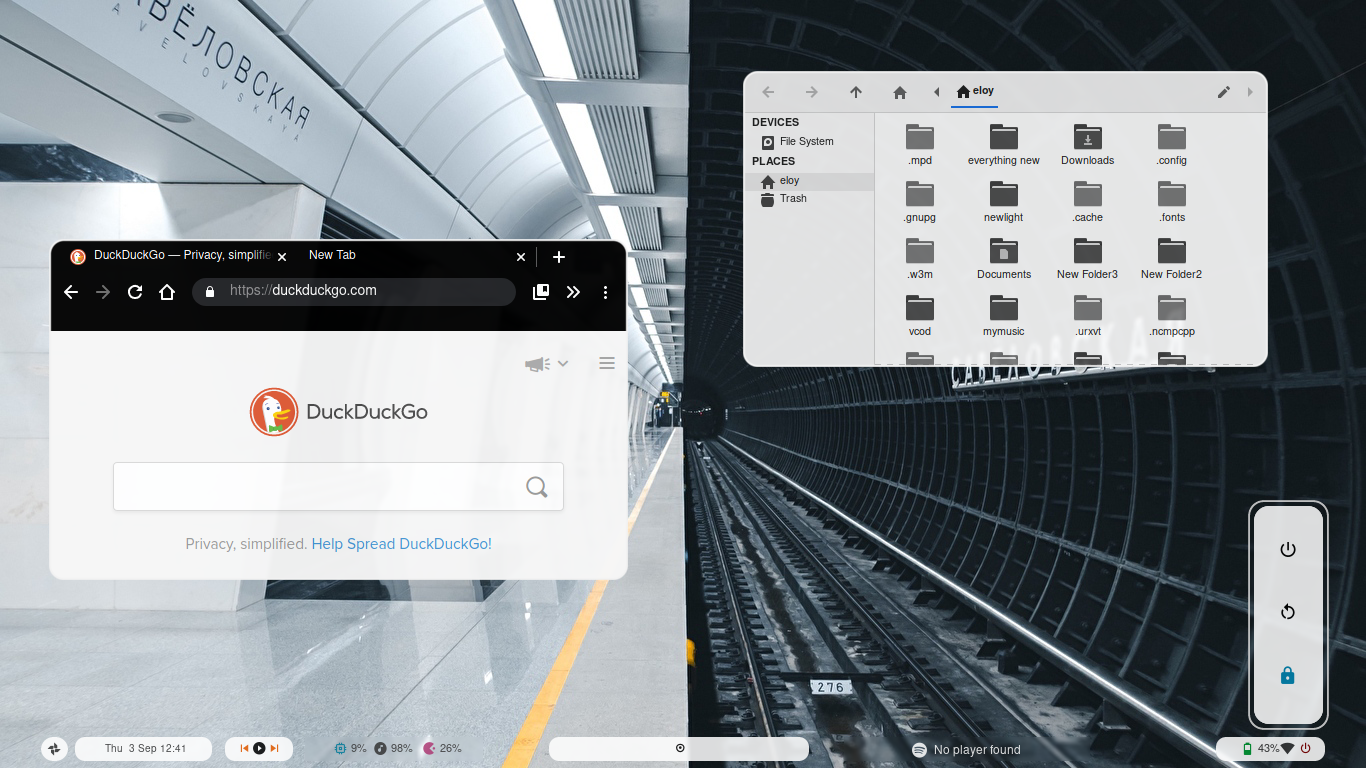 АВЁЛОВСКАЯ
AVELOVSKAYA
eloy
DEVICES
File System
PLACES
eloy
Trash
.mpd
everything new
Downloads
.config
.gnupg
newlight
.cache
.fonts
.w3m
Documents
New Folder3
New Folder2
vcod
mymusic
.urxvt
.ncmpcpp
DuckDuckGo — Privacy, simplifie
New Tab
https://duckduckgo.com
DuckDuckGo
Privacy, simplified. Help Spread DuckDuckGo!
САВЕЛОВСКАЯ
276
Thu 3 Sep 12:41
9%
98%
26%
No player found
43%